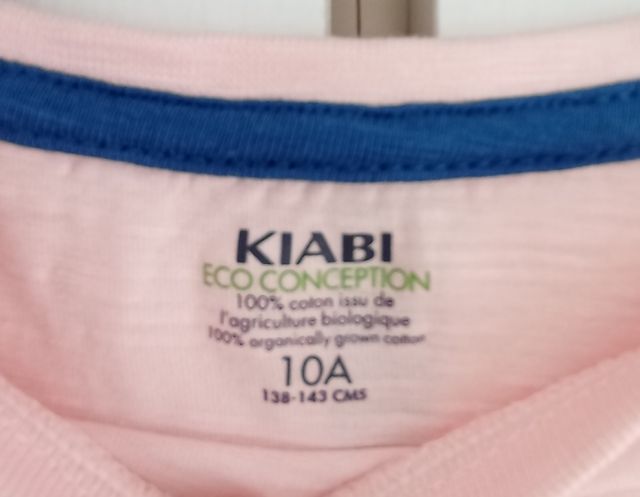 KIABI
ECO CONCEPTION
100% coton issu de
l'agriculture biologique
100% organically grown cotton
10A
138-143 CMS